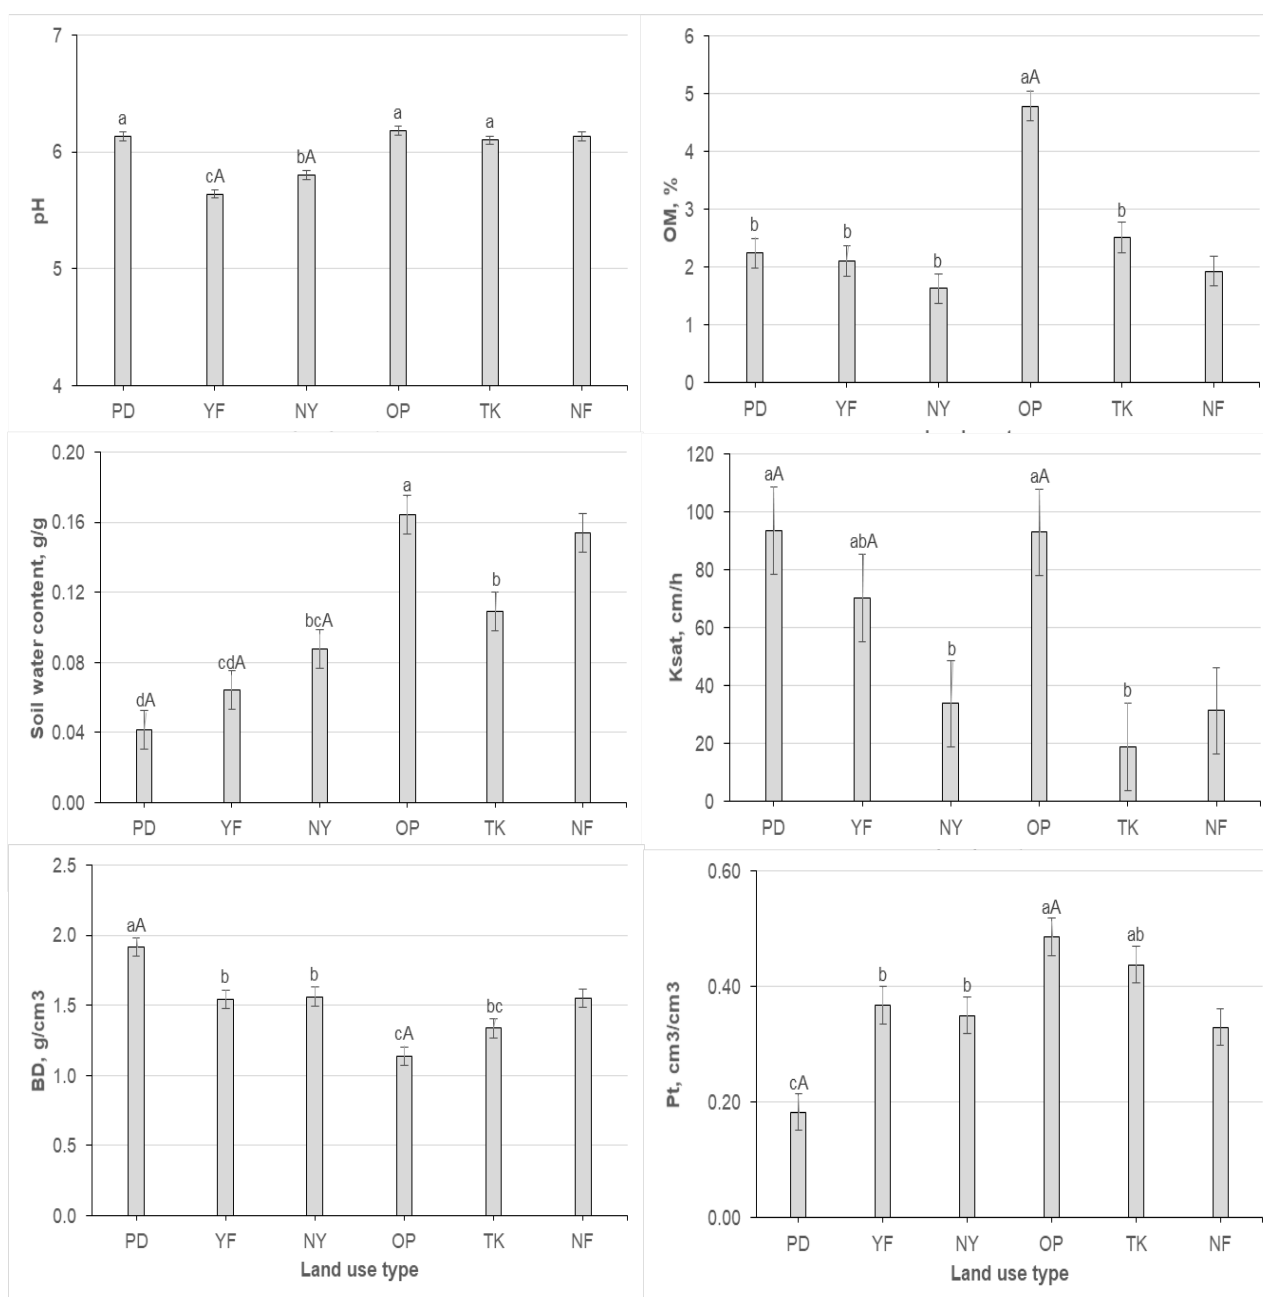 pH
7
6
5
4
a
cA
bA
a
a
PD YF NY OP TK NF
OM, %
6
5
4
3
2
1
0
b
b
b
aA
b
PD YF NY OP TK NF
Soil water content, g/g
0.20
0.16
0.12
0.08
0.04
0.00
dA
cdA
bcA
a
b
PD YF NY OP TK NF
Ksat, cm/h
120
100
80
60
40
20
0
aA
abA
b
aA
b
PD YF NY OP TK NF
BD, g/cm3
2.5
2.0
1.5
1.0
0.5
0.0
aA
b
b
cA
bc
PD YF NY OP TK NF
Land use type
Pt, cm3/cm3
0.60
0.40
0.20
0.00
cA
b
b
aA
ab
PD YF NY OP TK NF
Land use type